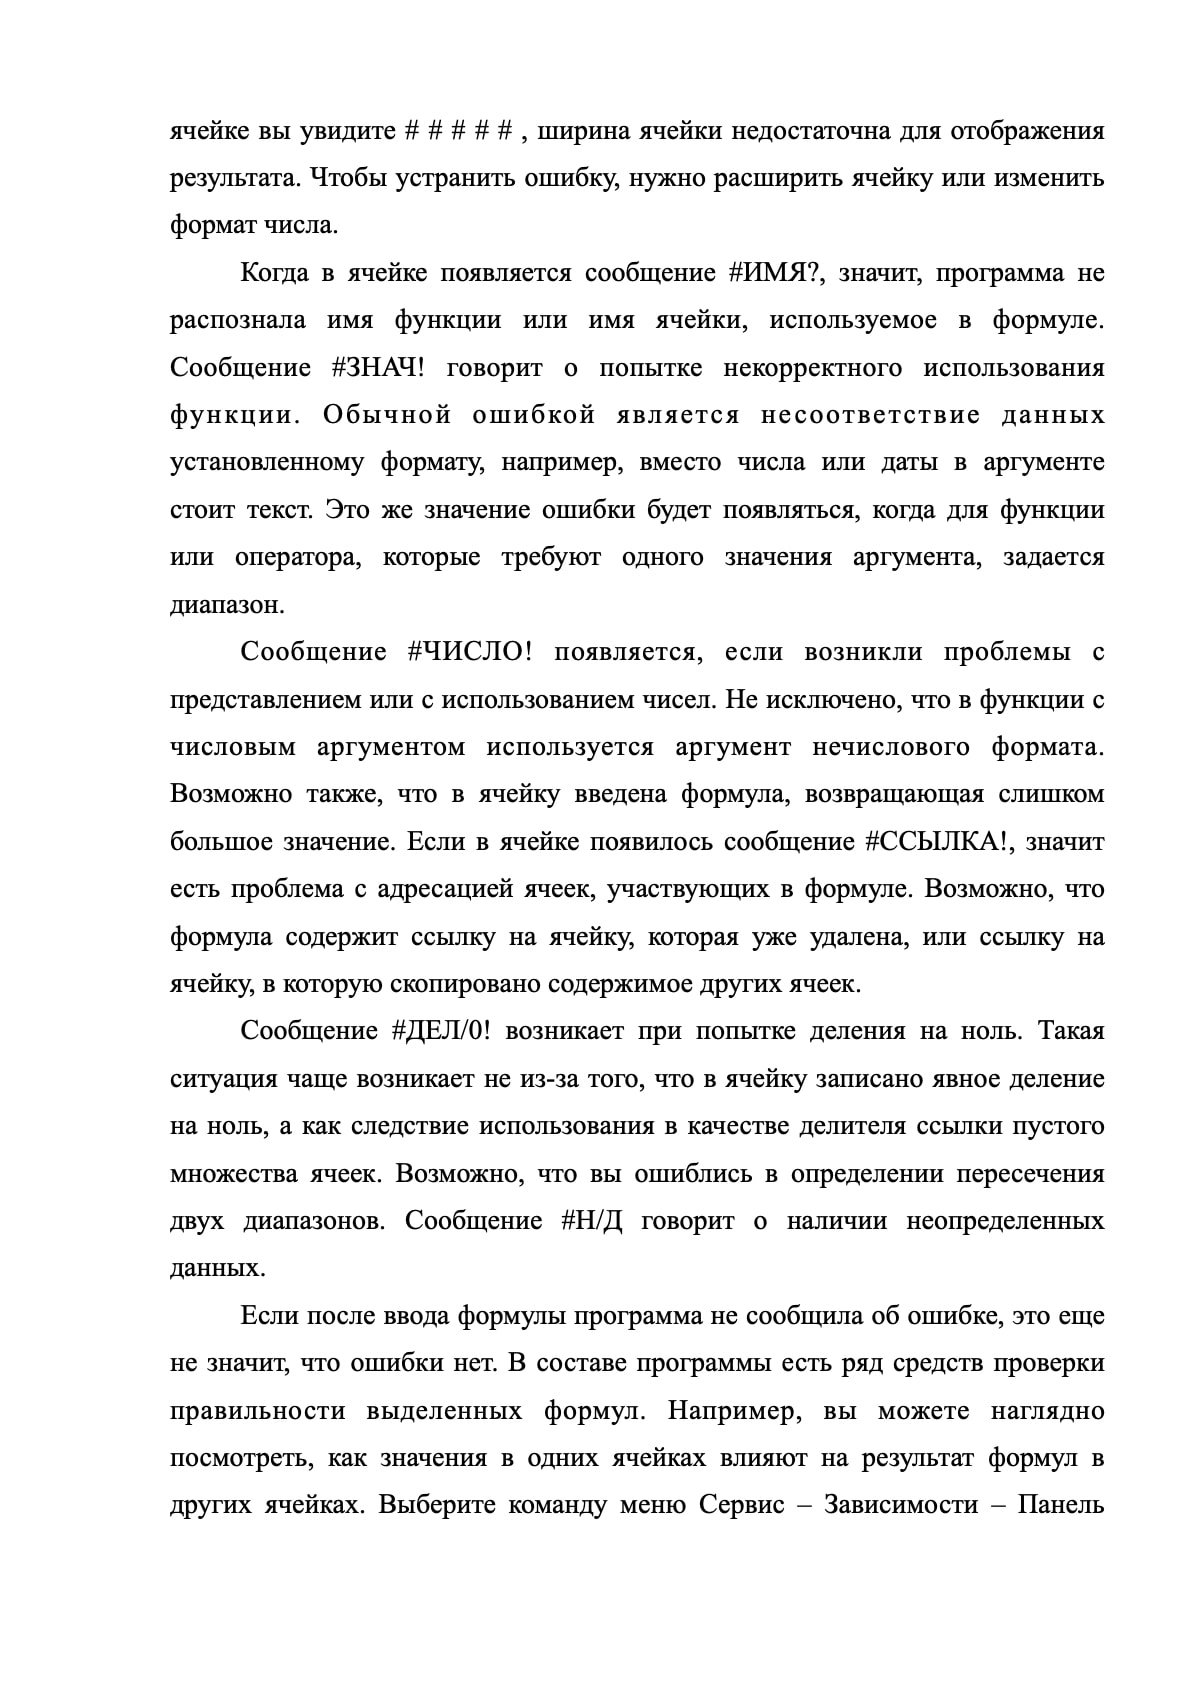 ячейке вы увидите # # # # # , ширина ячейки недостаточна для отображения
результата. Чтобы устранить ошибку, нужно расширить ячейку или изменить
формат числа.
Когда в ячейке появляется сообщение #ИМЯ?, значит, программа не
распознала имя функции или имя ячейки, используемое в формуле.
Сообщение #ЗНАЧ! говорит о попытке некорректного использования
функции. Обычной ошибкой является несоответствие данных
установленному формату, например, вместо числа или даты в аргументе
стоит текст. Это же значение ошибки будет появляться, когда для функции
или оператора, которые требуют одного значения аргумента, задается
диапазон.
Сообщение #ЧИСЛО! появляется, если возникли проблемы с
представлением или с использованием чисел. Не исключено, что в функции с
числовым аргументом используется аргумент нечислового формата.
Возможно также, что в ячейку введена формула, возвращающая слишком
большое значение. Если в ячейке появилось сообщение #ССЫЛКА!, значит
есть проблема с адресацией ячеек, участвующих в формуле. Возможно, что
формула содержит ссылку на ячейку, которая уже удалена, или ссылку на
ячейку, в которую скопировано содержимое других ячеек.
Сообщение #ДЕЛ/0! возникает при попытке деления на ноль. Такая
ситуация чаще возникает не из-за того, что в ячейку записано явное деление
на ноль, а как следствие использования в качестве делителя ссылки пустого
множества ячеек. Возможно, что вы ошиблись в определении пересечения
двух диапазонов. Сообщение #Н/Д говорит о наличии неопределенных
данных.
Если после ввода формулы программа не сообщила об ошибке, это еще
не значит, что ошибки нет. В составе программы есть ряд средств проверки
правильности выделенных формул. Например, вы можете наглядно
посмотреть, как значения в одних ячейках влияют на результат формул в
других ячейках. Выберите команду меню Сервис – Зависимости – Панель